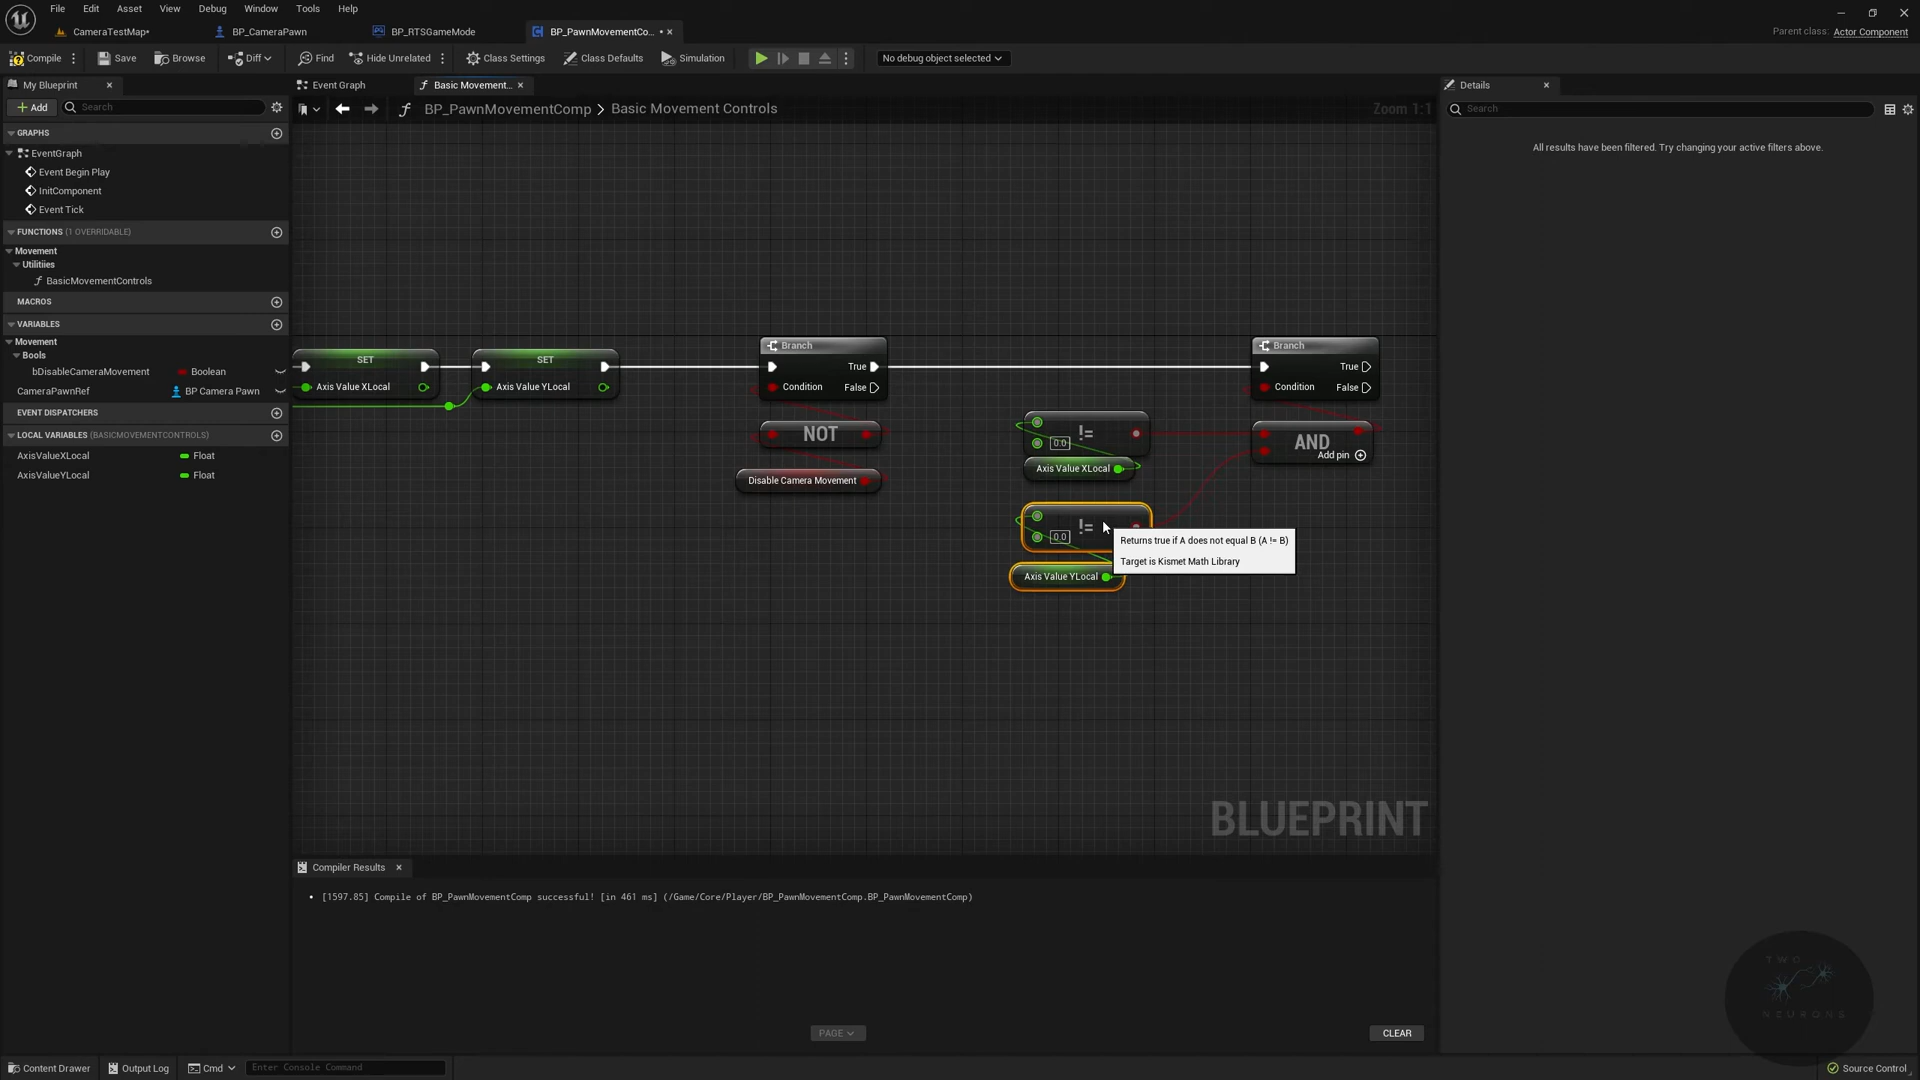 File Edit Asset View Debug Window Tools Help
CameraTestMap* BP_CameraPawn BP_RTSGameMode BP_PawnMovementCo...
Parent class: Actor Component
Compile Save Browse Diff Find Hide Unrelated Class Settings Class Defaults Simulation No debug object selected
My Blueprint Event Graph Basic Movement... Details
Add Search
BP_PawnMovementComp > Basic Movement Controls Zoom 1:1
Search
All results have been filtered. Try changing your active filters above.
GRAPHS
EventGraph
Event Begin Play
InitComponent
Event Tick
FUNCTIONS (1 OVERRIDABLE)
Movement
Utilitiies
BasicMovementControls
MACROS
VARIABLES
Movement
Bools
bDisableCameraMovement Boolean
CameraPawnRef BP Camera Pawn
EVENT DISPATCHERS
LOCAL VARIABLES (BASICMOVEMENTCONTROLS)
AxisValueXLocal Float
AxisValueYLocal Float
SET
Axis Value XLocal
SET
Axis Value YLocal
Branch
True
Condition False
NOT
Disable Camera Movement
!=
0.0
Axis Value XLocal
!=
0.0
Axis Value YLocal
Branch
True
Condition False
AND
Add pin
Returns true if A does not equal B (A != B)
Target is Kismet Math Library
BLUEPRINT
Compiler Results
[1597.85] Compile of BP_PawnMovementComp successful! [in 461 ms] (/Game/Core/Player/BP_PawnMovementComp.BP_PawnMovementComp)
PAGE CLEAR
TWO
NEURONS
Content Drawer Output Log Cmd Enter Console Command Source Control